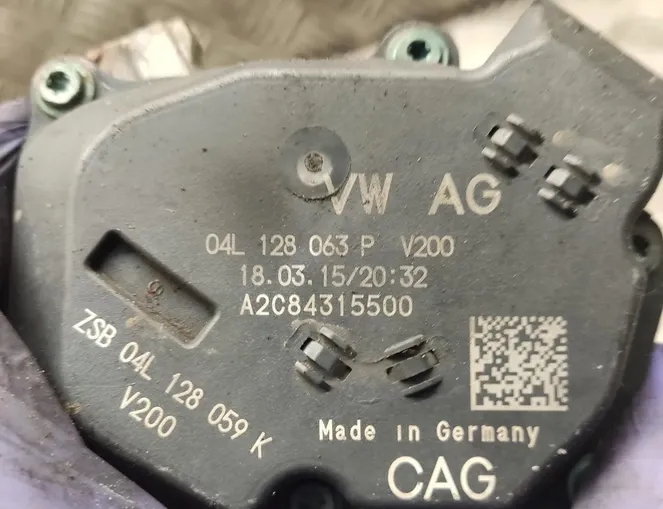 VW AG
04L 128 063 P V200
18.03.15/20:32
A2C84315500
ZSB 04L 128 059 K
V200
Made in Germany
CAG